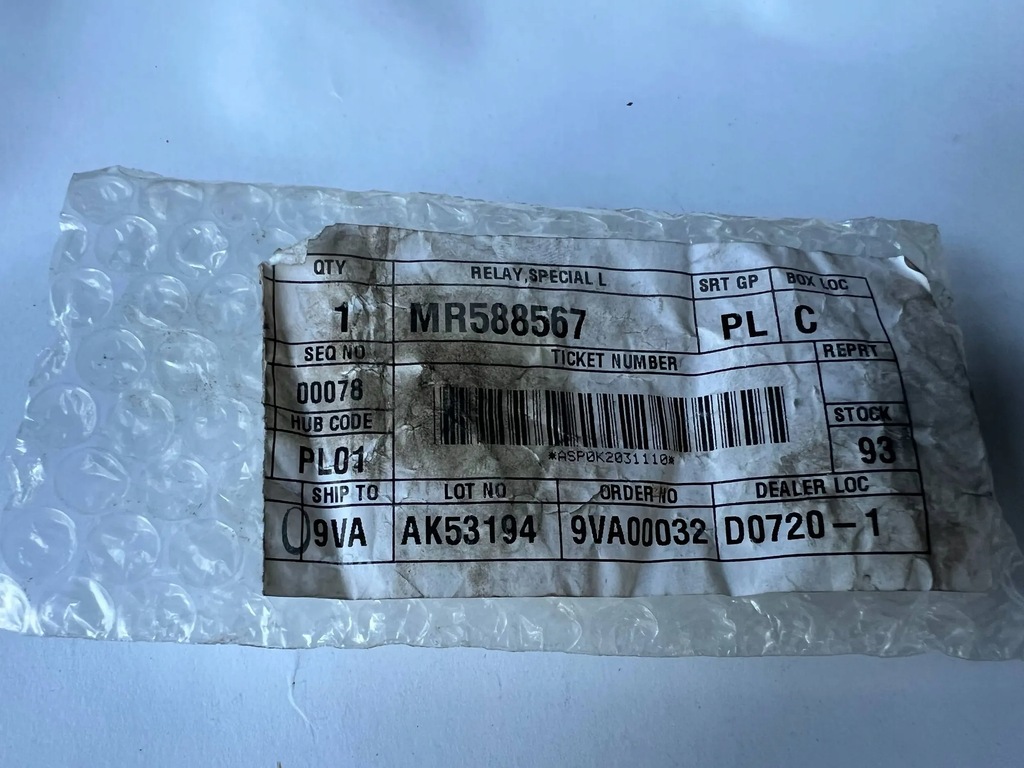 QTY RELAY,SPECIAL L SRT GP BOX LOC
1 MR588567 PL C
SEQ NO TICKET NUMBER REPRT
00078
HUB CODE *ASP0K2031110* STOCK
PL01 93
SHIP TO LOT NO ORDER NO DEALER LOC
09VA AK53194 9VA00032 D0720-1